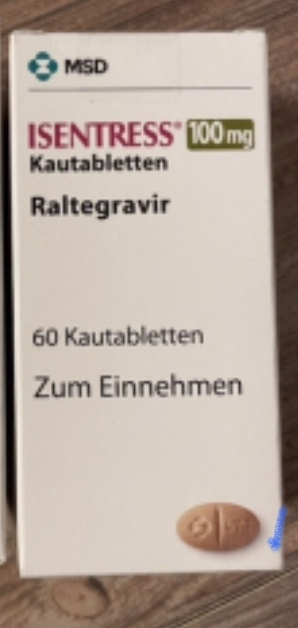 MSD
ISENTRESS® 100 mg
Kautabletten
Raltegravir
60 Kautabletten
Zum Einnehmen